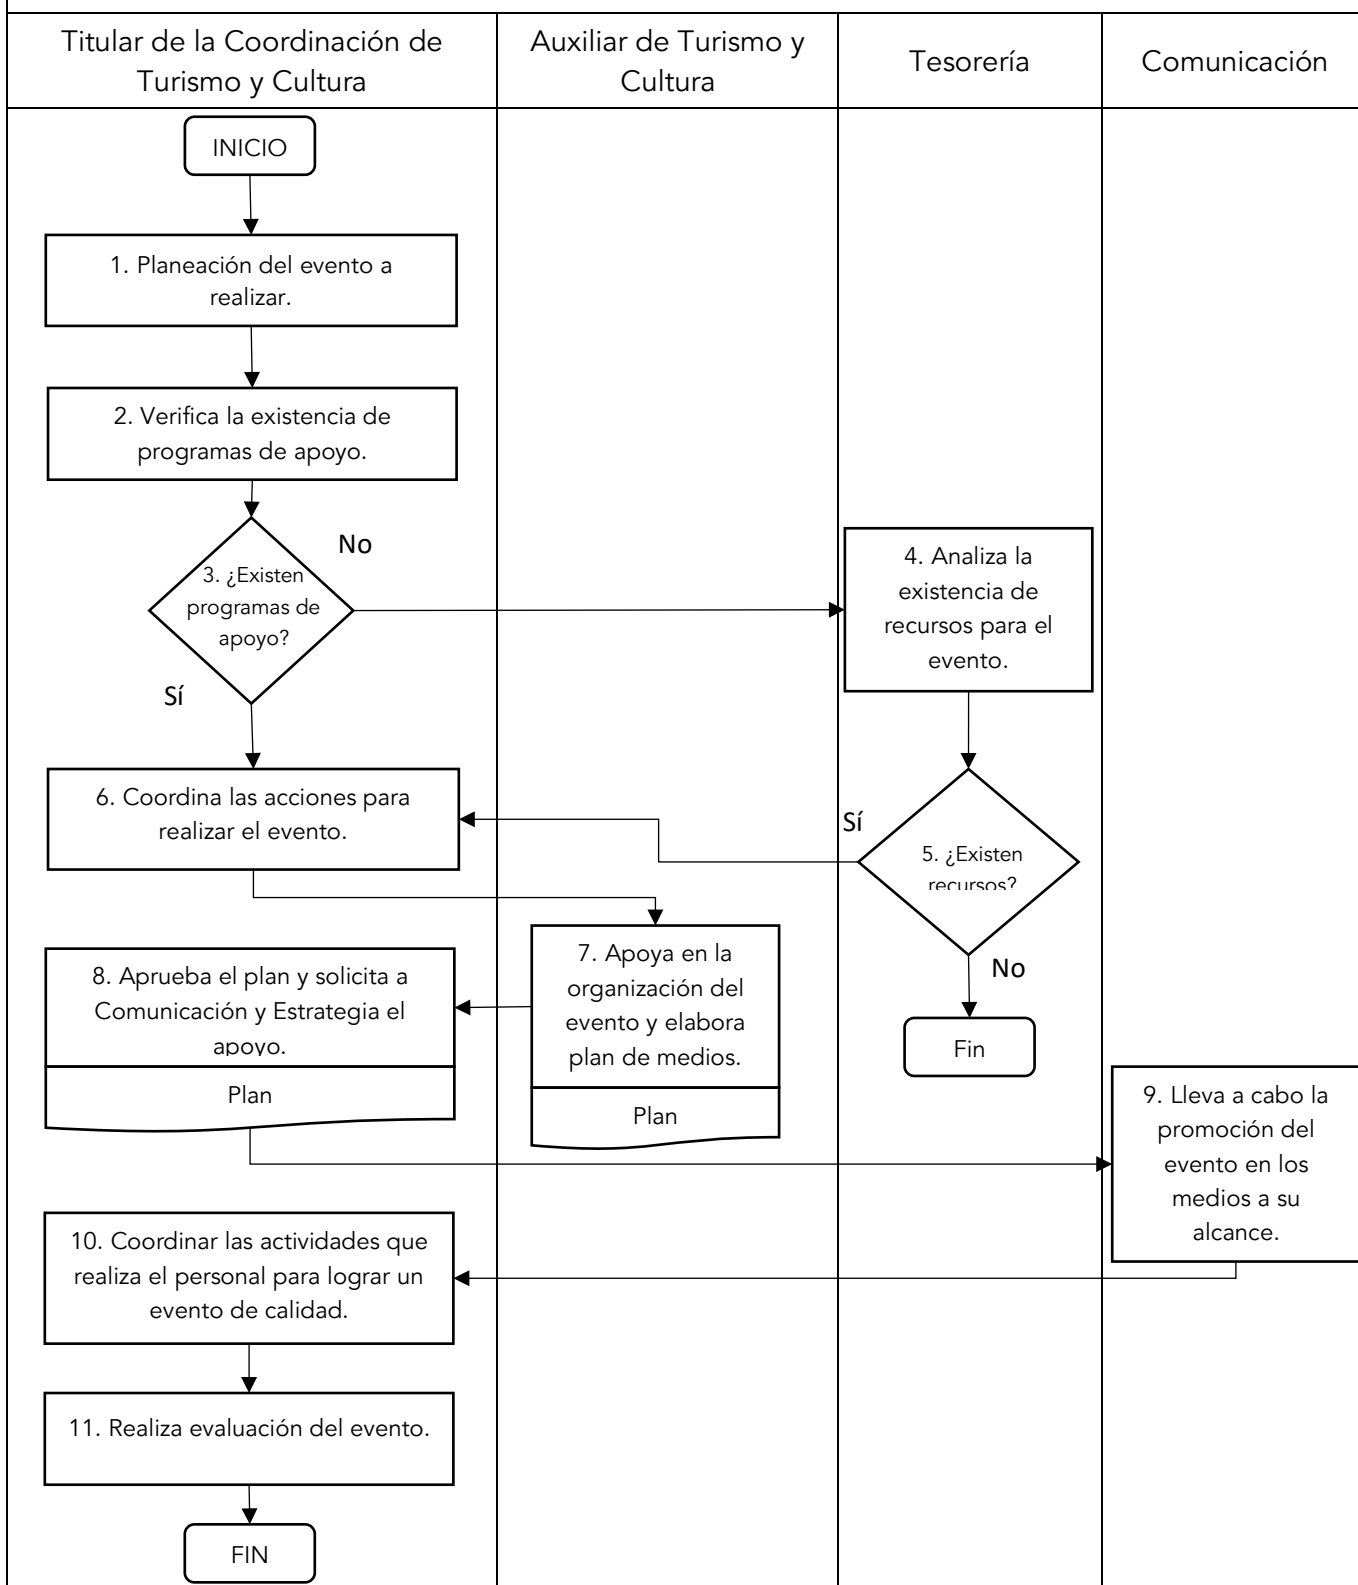 Titular de la Coordinación de
Turismo y Cultura
Auxiliar de Turismo y
Cultura
Tesorería
Comunicación
INICIO
1. Planeación del evento a
realizar.
2. Verifica la existencia de
programas de apoyo.
3. ¿Existen
programas de
apoyo?
No
Sí
4. Analiza la
existencia de
recursos para el
evento.
5. ¿Existen
recursos?
Sí
No
Fin
6. Coordina las acciones para
realizar el evento.
7. Apoya en la
organización del
evento y elabora
plan de medios.
Plan
8. Aprueba el plan y solicita a
Comunicación y Estrategia el
apoyo.
Plan
9. Lleva a cabo la
promoción del
evento en los
medios a su
alcance.
10. Coordinar las actividades que
realiza el personal para lograr un
evento de calidad.
11. Realiza evaluación del evento.
FIN